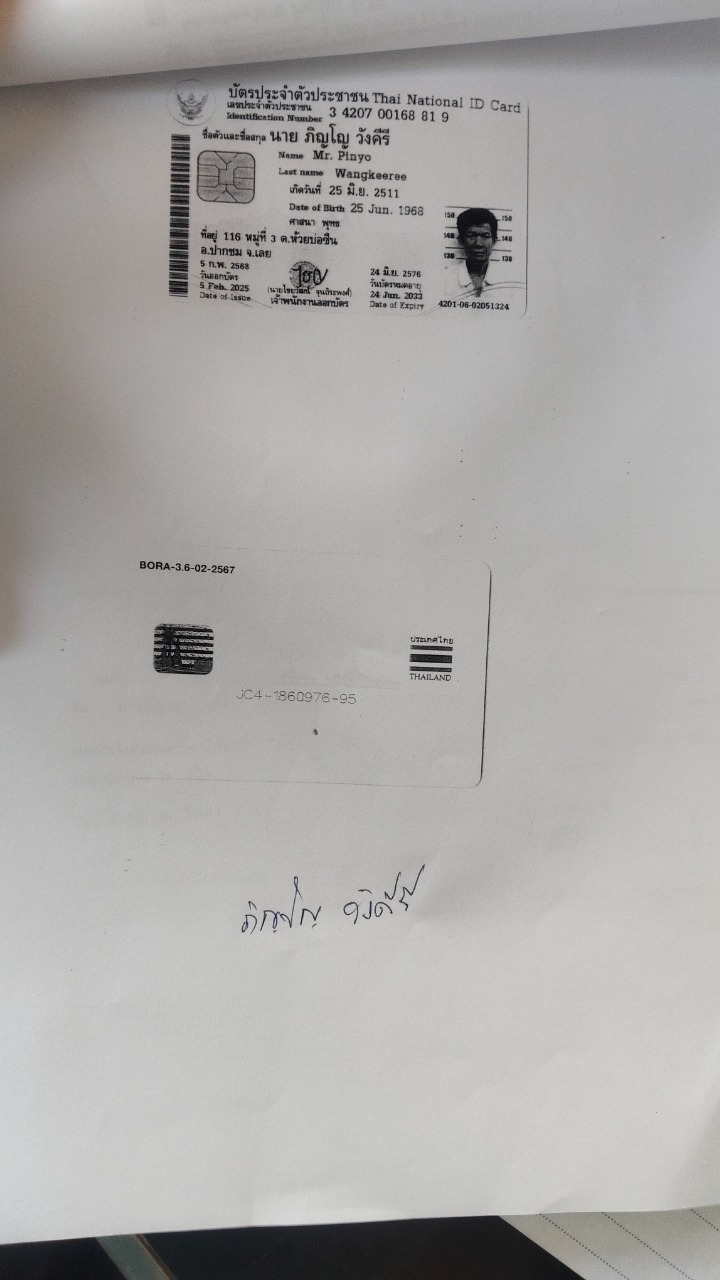 บัตรประจำตัวประชาชน Thai National ID Card
เลขประจำตัวประชาชน
Identification Number 3 4207 00168 81 9
ชื่อตัวและชื่อสกุล นาย ภิญโญ วังคีรี
Name Mr. Pinyo
Last name Wangkeeree
เกิดวันที่ 25 มิ.ย. 2511
Date of Birth 25 Jun. 1968
ศาสนา พุทธ
ที่อยู่ 116 หมู่ที่ 3 ต.ห้วยบ่อซืน
อ.ปากชม จ.เลย
5 ก.พ. 2568
วันออกบัตร
5 Feb. 2025
Date of Issue
เจ้าพนักงานออกบัตร
24 มิ.ย. 2576
วันบัตรหมดอายุ
24 Jun. 2033
Date of Expiry
150 150
140 140
130 130
4201-06-02051324
BORA-3.6-02-2567
ประเทศไทย
THAILAND
JC4-1860976-95
ภิญโญ วังคีรี